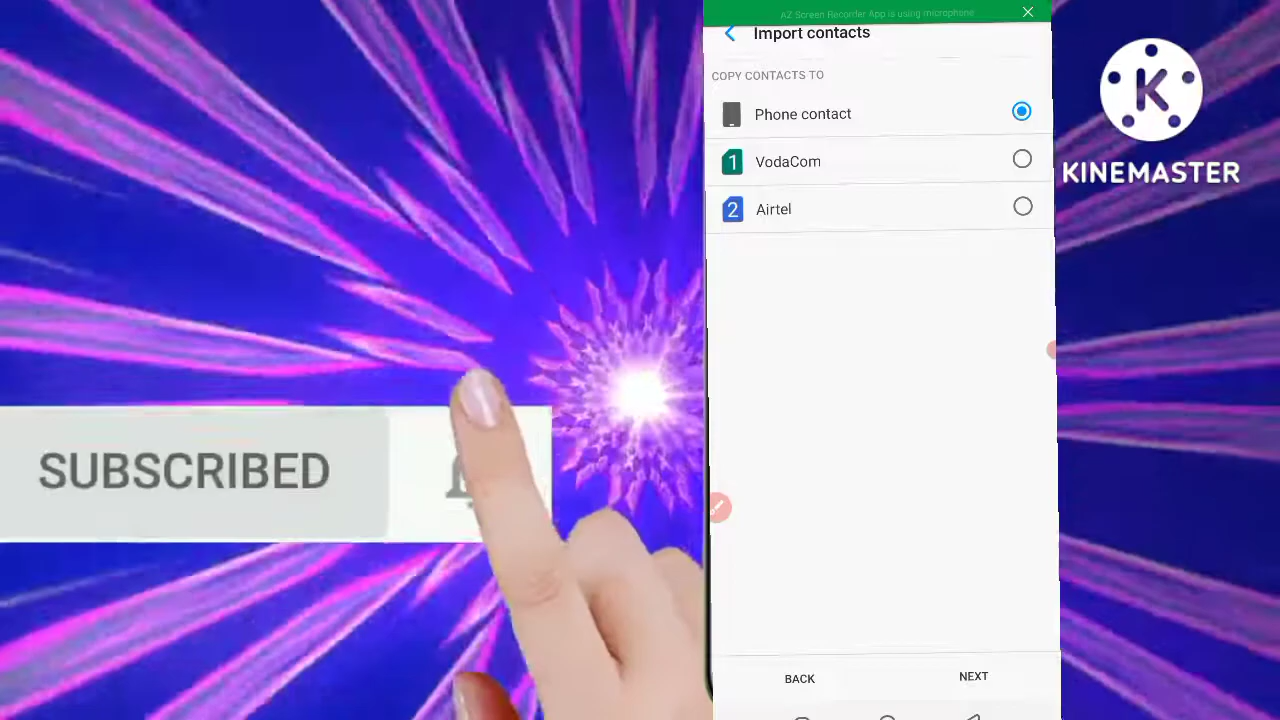 AZ Screen Recorder App is using microphone
Import contacts
COPY CONTACTS TO
Phone contact
1 VodaCom
2 Airtel
BACK
NEXT
SUBSCRIBED
K
KINEMASTER